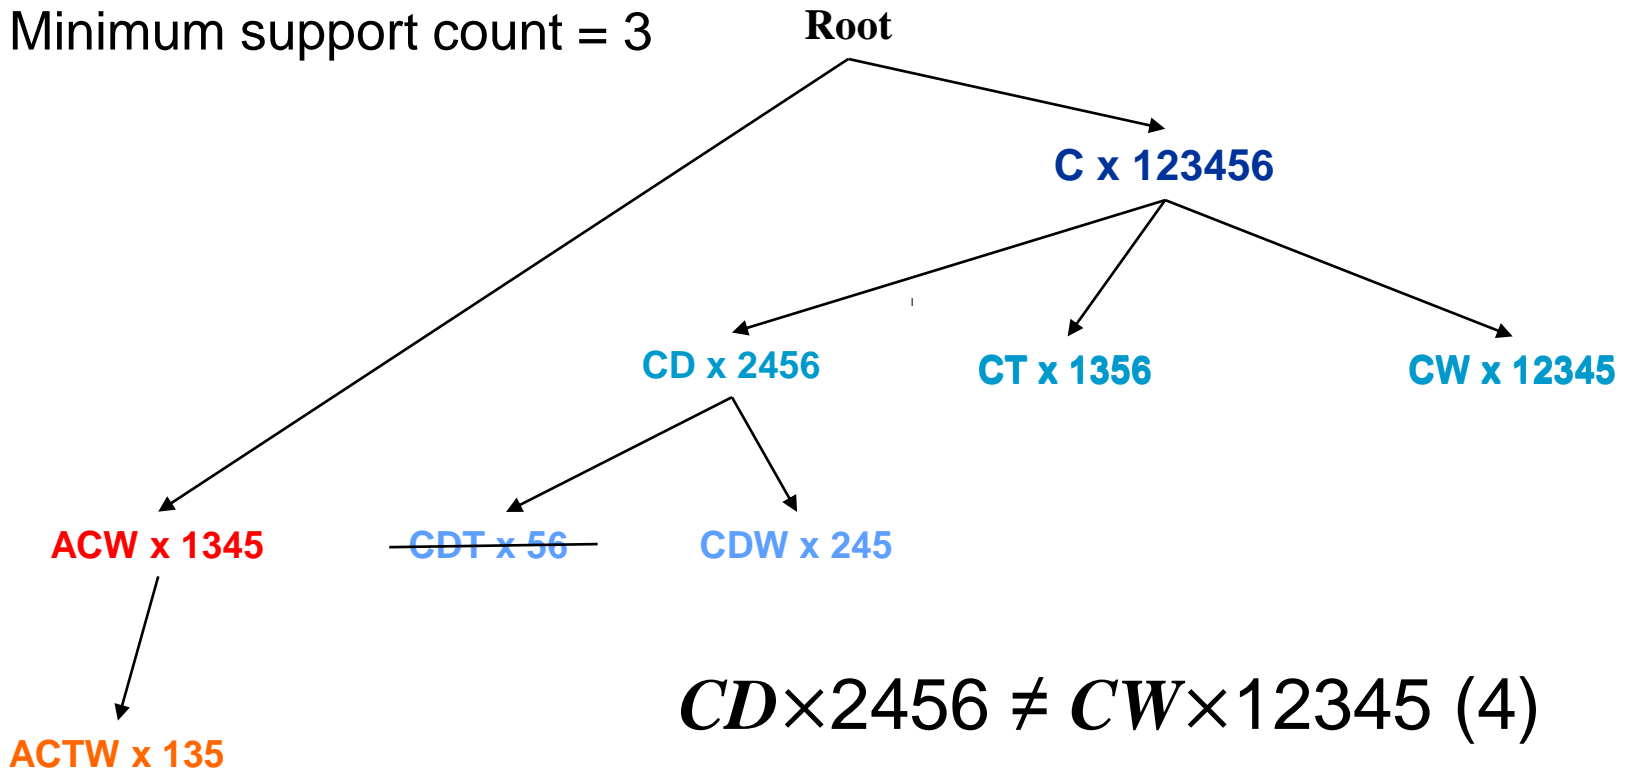 Minimum support count = 3
Root
C x 123456
CD x 2456
CT x 1356
CW x 12345
ACW x 1345
CDT x 56
CDW x 245
CD×2456 ≠ CW×12345 (4)
ACTW x 135